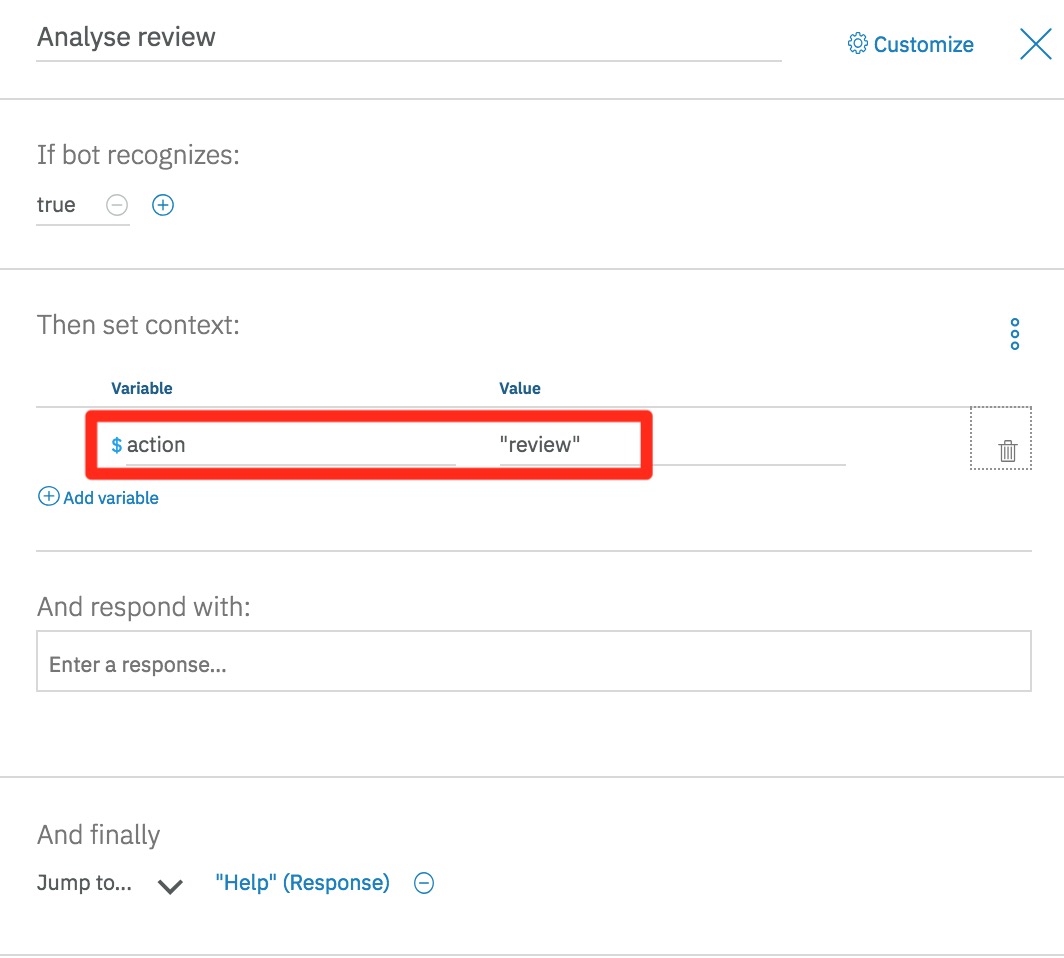 Analyse review
Customize
If bot recognizes:
true
Then set context:
Variable Value
$ action "review"
Add variable
And respond with:
Enter a response...
And finally
Jump to... "Help" (Response)